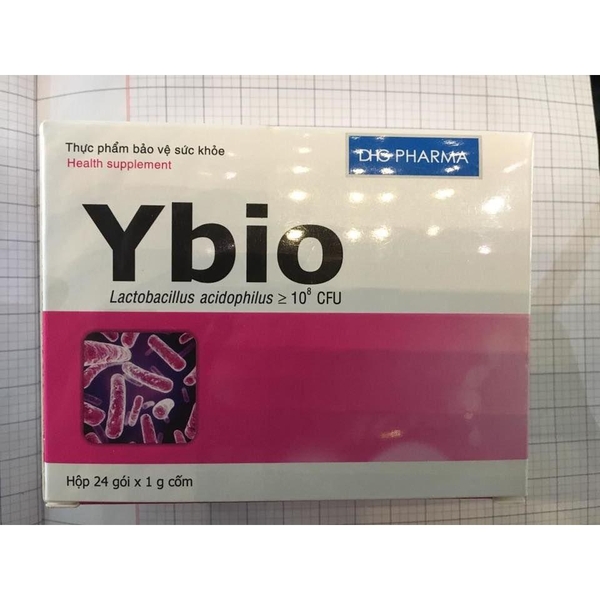 Thực phẩm bảo vệ sức khỏe
Health supplement
DHG PHARMA
Ybio
Lactobacillus acidophilus ≥ 10⁸ CFU
Hộp 24 gói x 1 g cốm